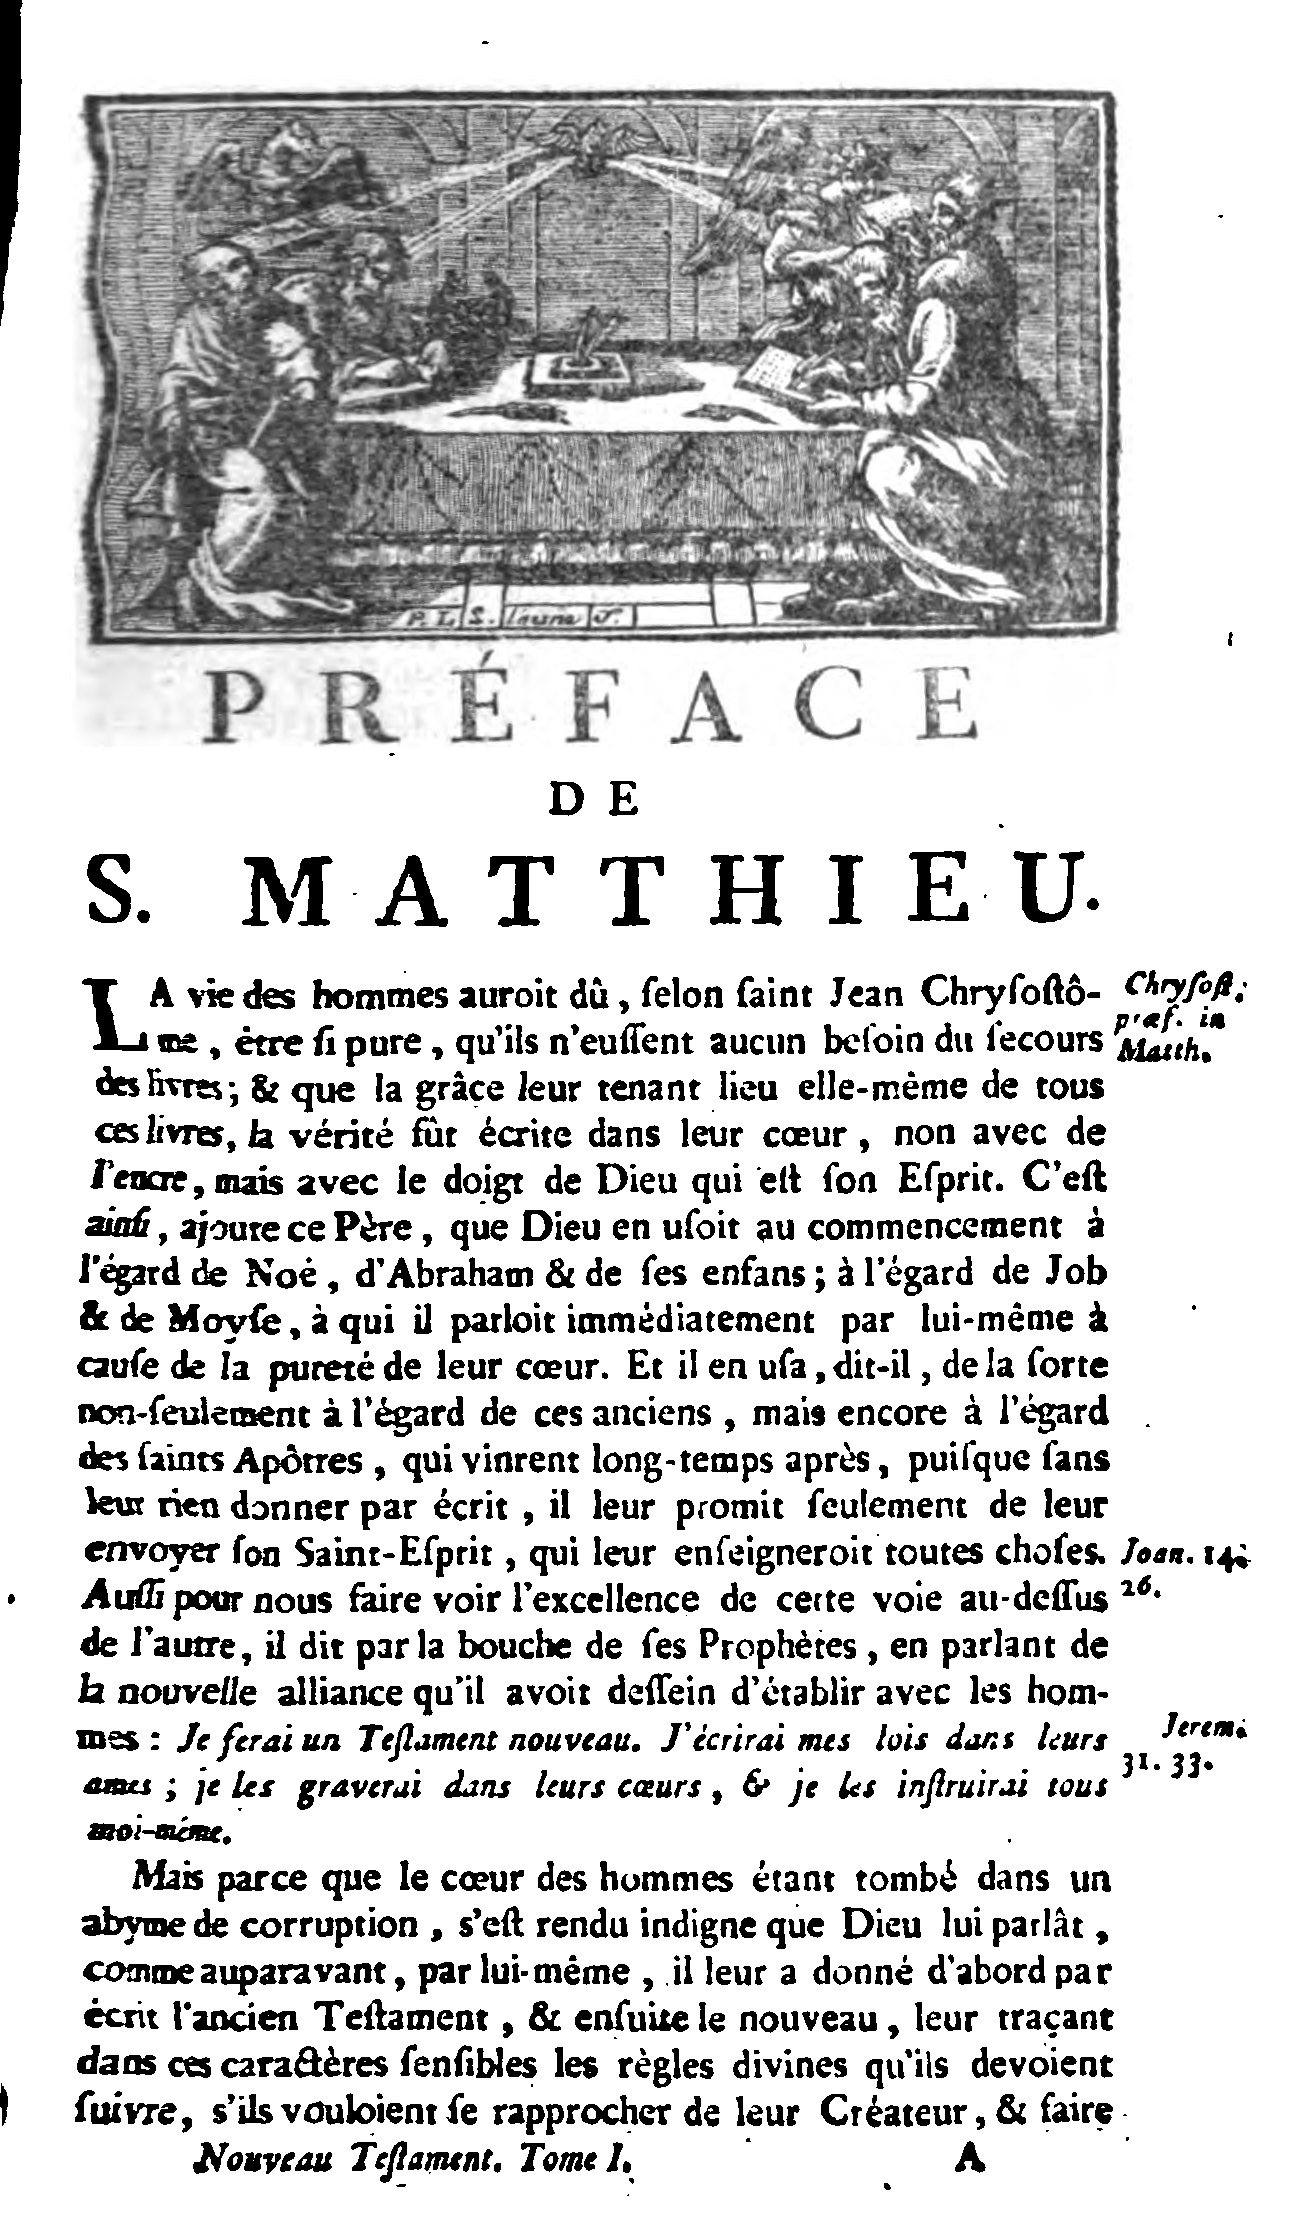 PRÉFACE
DE
S. MATTHIEU.
LA vie des hommes auroit dû, ſelon ſaint Jean Chryſoſtô-
me, être ſi pure, qu'ils n'euſſent aucun beſoin du ſecours
des livres; & que la grâce leur tenant lieu elle-même de tous
ces livres, la vérité fût écrite dans leur cœur, non avec de
l'encre, mais avec le doigt de Dieu qui eſt ſon Eſprit. C'eſt
ainſi, ajoute ce Père, que Dieu en uſoit au commencement à
l'égard de Noé, d'Abraham & de ſes enfans; à l'égard de Job
& de Moyſe, à qui il parloit immédiatement par lui-même à
cauſe de la pureté de leur cœur. Et il en uſa, dit-il, de la ſorte
non-ſeulement à l'égard de ces anciens, mais encore à l'égard
des ſaints Apôtres, qui vinrent long-temps après, puiſque ſans
leur rien donner par écrit, il leur promit ſeulement de leur
envoyer ſon Saint-Eſprit, qui leur enſeigneroit toutes choſes.
Auſſi pour nous faire voir l'excellence de cette voie au-deſſus
de l'autre, il dit par la bouche de ſes Prophètes, en parlant de
la nouvelle alliance qu'il avoit deſſein d'établir avec les hom-
mes: Je ferai un Teſtament nouveau. J'écrirai mes lois dans leurs
ames; je les graverai dans leurs cœurs, & je les inſtruirai tous
moi-même.
Mais parce que le cœur des hommes étant tombé dans un
abyme de corruption, s'eſt rendu indigne que Dieu lui parlât,
comme auparavant, par lui-même, il leur a donné d'abord par
écrit l'ancien Teſtament, & enſuite le nouveau, leur traçant
dans ces caractères ſenſibles les règles divines qu'ils devoient
ſuivre, s'ils vouloient ſe rapprocher de leur Créateur, & faire
Nouveau Teſtament. Tome I. A
Chryſoſt.
præf. in
Matth.
Joan. 14.
26.
Jerem.
31. 33.